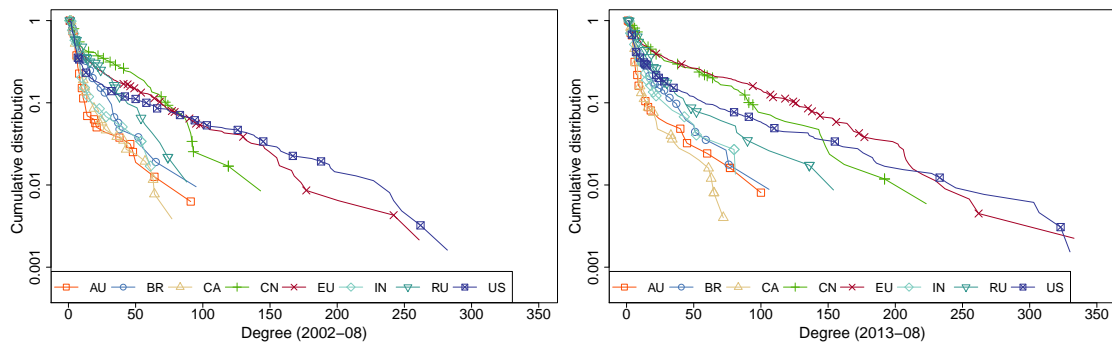 Cumulative distribution
1
0.1
0.01
0.001
AU BR CA CN EU IN RU US
0 50 100 150 200 250 300 350
Degree (2002−08)
Cumulative distribution
1
0.1
0.01
0.001
AU BR CA CN EU IN RU US
0 50 100 150 200 250 300 350
Degree (2013−08)